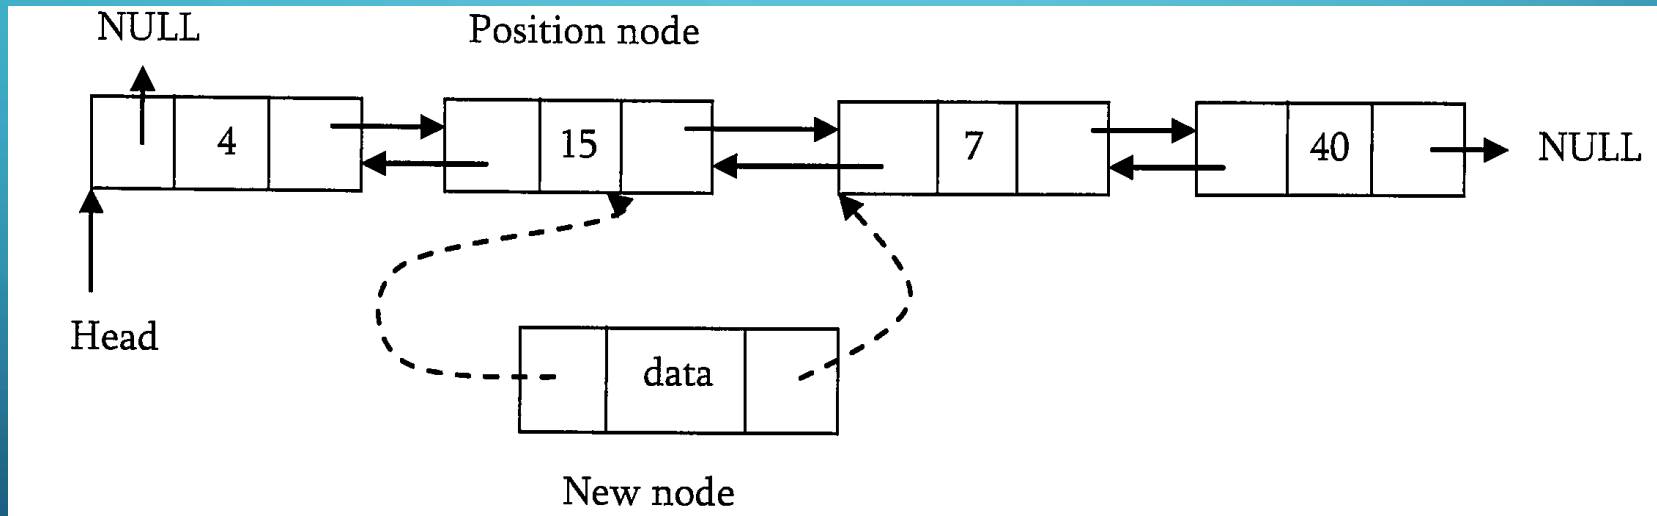 NULL
Position node
4
15
7
40
NULL
Head
data
New node